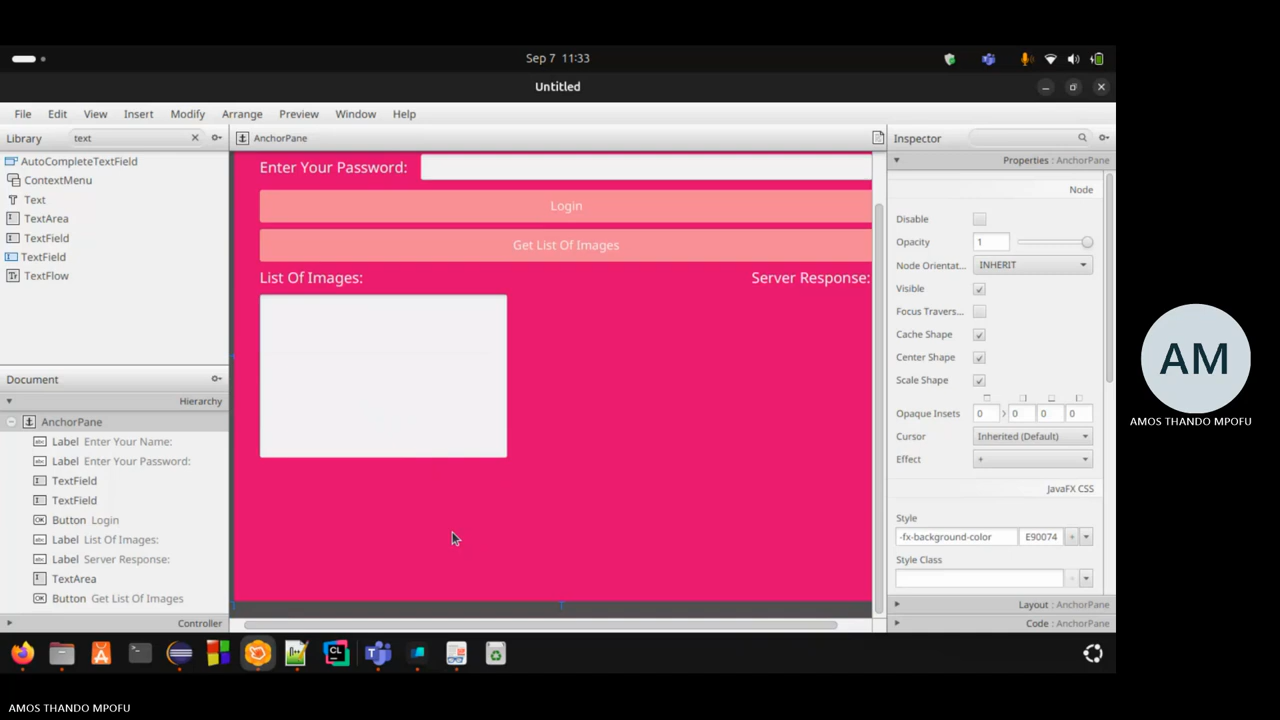 Sep 7 11:33
Untitled
File Edit View Insert Modify Arrange Preview Window Help
Library text
AnchorPane
Inspector
AutoCompleteTextField
ContextMenu
Text
TextArea
TextField
TextField
TextFlow
Document
Hierarchy
AnchorPane
Label Enter Your Name:
Label Enter Your Password:
TextField
TextField
Button Login
Label List Of Images:
Label Server Response:
TextArea
Button Get List Of Images
Controller
Enter Your Password:
Login
Get List Of Images
List Of Images:
Server Response:
Properties : AnchorPane
Node
Disable
Opacity 1
Node Orientat... INHERIT
Visible
Focus Travers...
Cache Shape
Center Shape
Scale Shape
Opaque Insets 0 0 0 0
Cursor Inherited (Default)
Effect +
JavaFX CSS
Style
-fx-background-color E90074
Style Class
Layout : AnchorPane
Code : AnchorPane
CL
AM
AMOS THANDO MPOFU
AMOS THANDO MPOFU